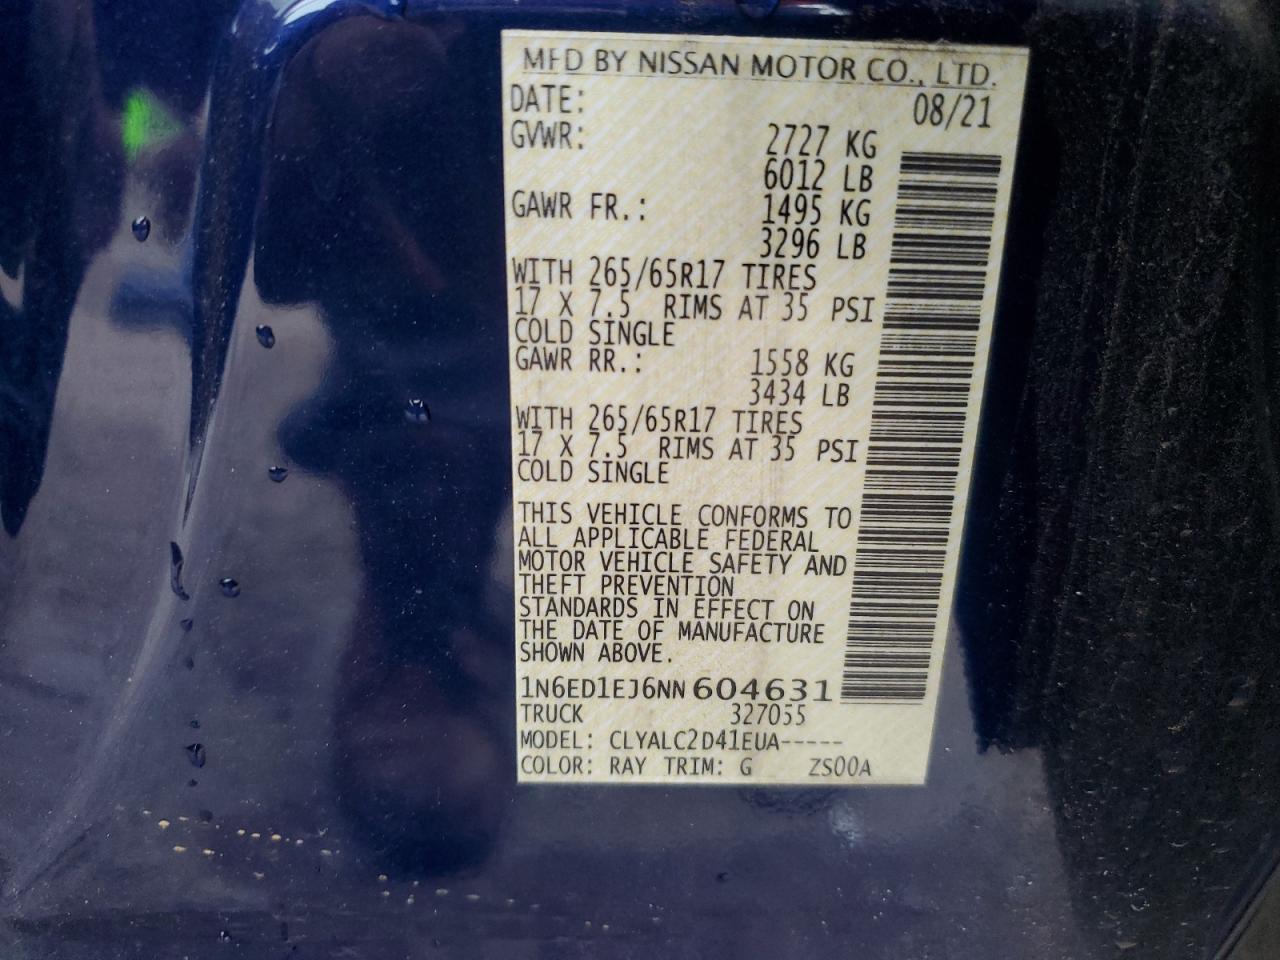 MFD BY NISSAN MOTOR CO., LTD.
DATE: 08/21
GVWR: 2727 KG
6012 LB
GAWR FR.: 1495 KG
3296 LB
WITH 265/65R17 TIRES
17 X 7.5 RIMS AT 35 PSI
COLD SINGLE
GAWR RR.: 1558 KG
3434 LB
WITH 265/65R17 TIRES
17 X 7.5 RIMS AT 35 PSI
COLD SINGLE
THIS VEHICLE CONFORMS TO
ALL APPLICABLE FEDERAL
MOTOR VEHICLE SAFETY AND
THEFT PREVENTION
STANDARDS IN EFFECT ON
THE DATE OF MANUFACTURE
SHOWN ABOVE.
1N6ED1EJ6NN604631
TRUCK 327055
MODEL: CLYALC2D41EUA-----
COLOR: RAY TRIM: G ZS00A